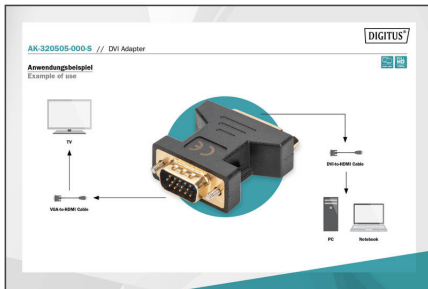 DIGITUS®
AK-320505-000-S // DVI Adapter
Anwendungsbeispiel
Example of use
TV
DVI-to-HDMI Cable
VGA-to-HDMI Cable
PC
Notebook